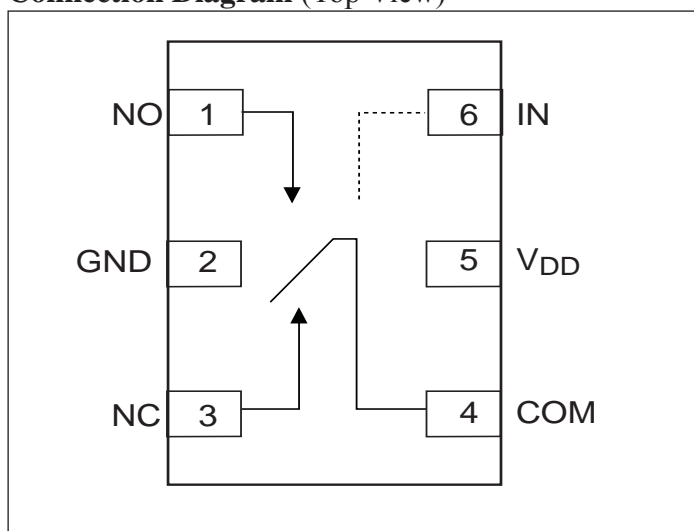 Connection Diagram (Top View)
NO 1 6 IN
GND 2 5 VDD
NC 3 4 COM